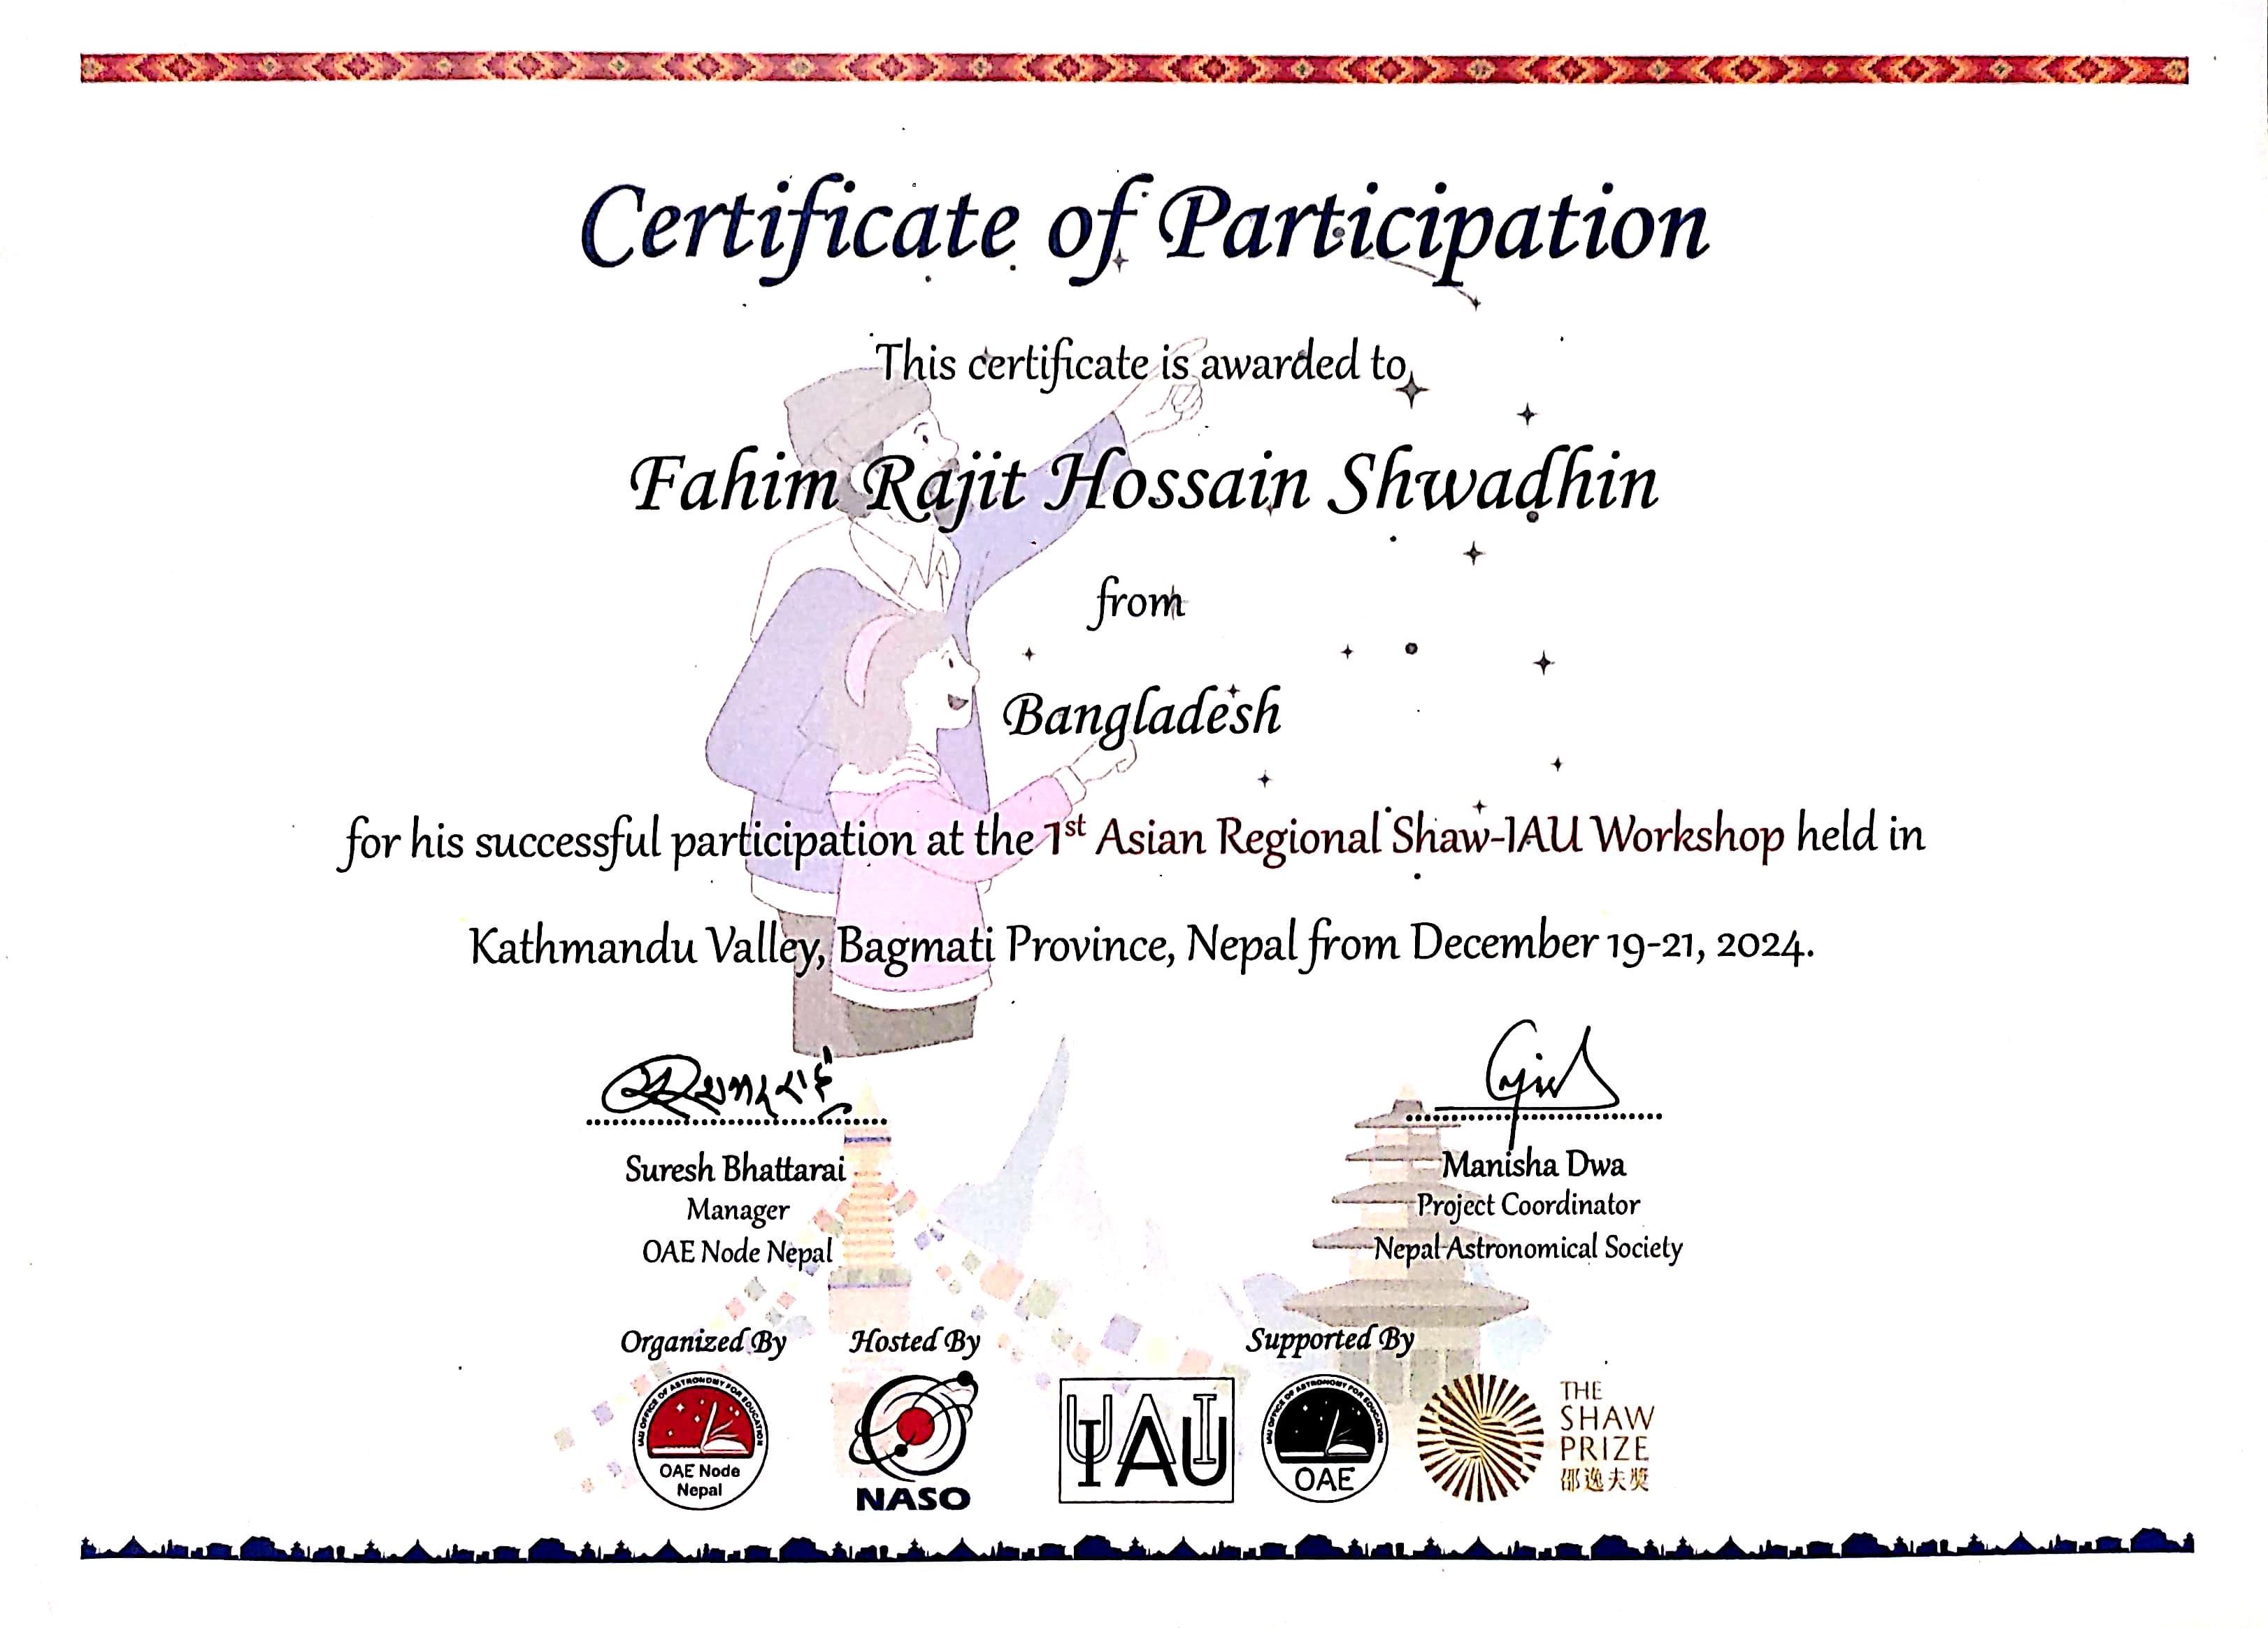 Certificate of Participation
This certificate is awarded to
Fahim Rajit Hossain Shwadhin
from
Bangladesh
for his successful participation at the 1st Asian Regional Shaw-IAU Workshop held in
Kathmandu Valley, Bagmati Province, Nepal from December 19-21, 2024.
Suresh Bhattarai
Manager
OAE Node Nepal
Manisha Dwa
Project Coordinator
Nepal Astronomical Society
Organized By
Hosted By
Supported By
IAU OFFICE OF ASTRONOMY FOR EDUCATION
OAE Node
Nepal
NASO
IAU
IAU OFFICE OF ASTRONOMY FOR EDUCATION
OAE
THE
SHAW
PRIZE
邵逸夫獎